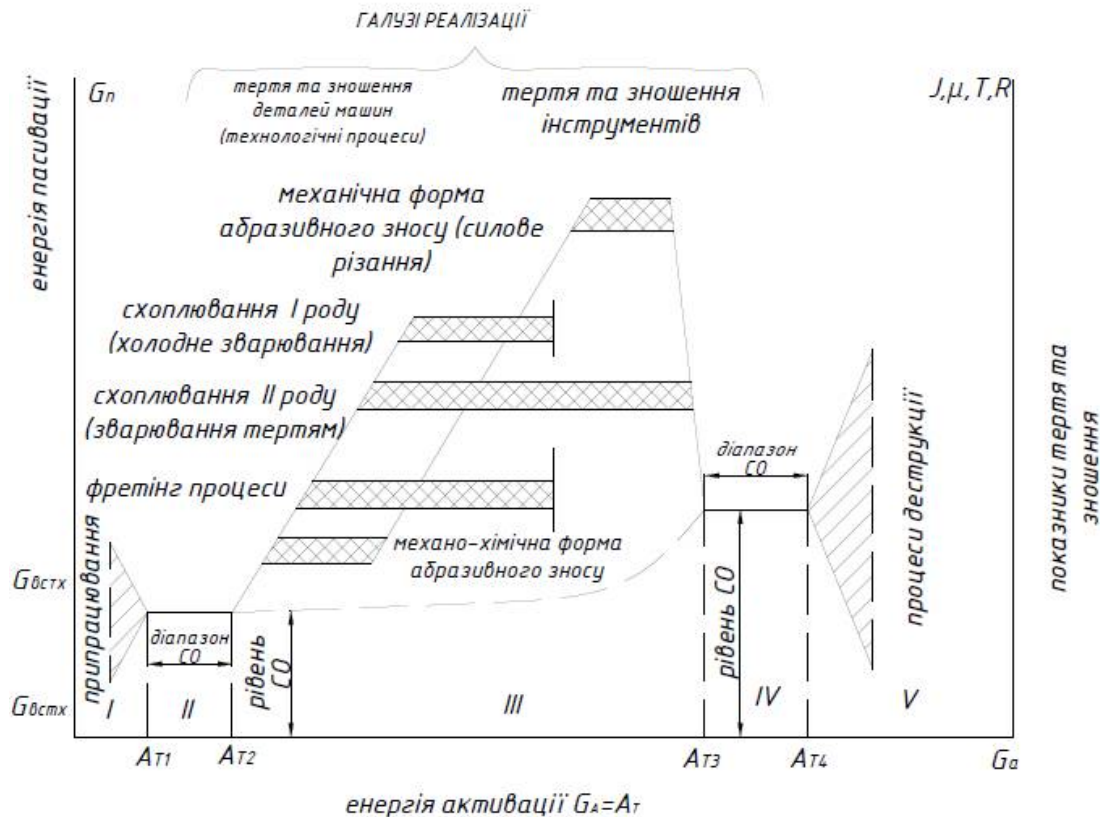 ГАЛУЗІ РЕАЛІЗАЦІЇ
енергія пасивації
Gп
тертя та зношення
деталей машин
(технологічні процеси)
тертя та зношення
інструментів
J,μ,T,R
механічна форма
абразивного зносу (силове
різання)
схоплювання I роду
(холодне зварювання)
схоплювання II роду
(зварювання тертям)
фретінг процеси
механо-хімічна форма
абразивного зносу
припрацювання
діапазон
СО
рівень
СО
діапазон
СО
рівень СО
процеси деструкції
показники тертя та
зношення
Gвстх
Gвстх
I
II
III
IV
V
AT1
AT2
AT3
AT4
Ga
енергія активації GA=AT